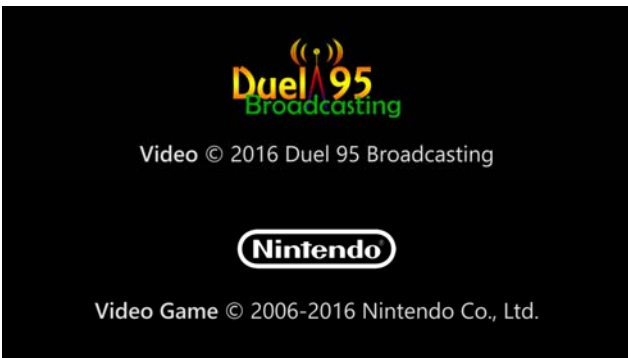 Duel 95
Broadcasting
Video © 2016 Duel 95 Broadcasting
Nintendo
Video Game © 2006-2016 Nintendo Co., Ltd.